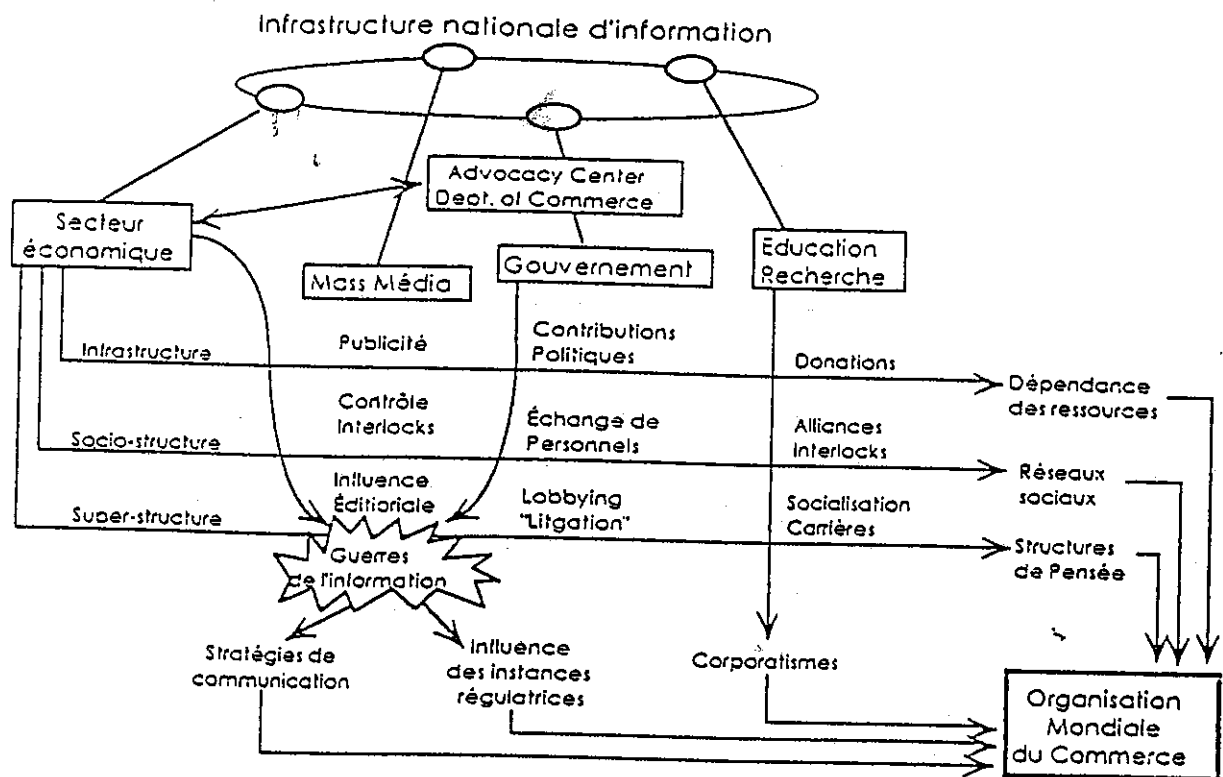 Infrastructure nationale d'information
Advocacy Center
Dept. of Commerce
Secteur
économique
Mass Média
Gouvernement
Education
Recherche
Infrastructure
Publicité
Contributions
Politiques
Donations
Dépendance
des ressources
Socio-structure
Contrôle
Interlocks
Échange de
Personnels
Alliances
Interlocks
Réseaux
sociaux
Super-structure
Influence
Éditioriale
Lobbying
"Litgation"
Socialisation
Carrières
Structures
de Pensée
Guerres
de l'information
Stratégies de
communication
Influence
des instances
régulatrices
Corporatismes
Organisation
Mondiale
du Commerce